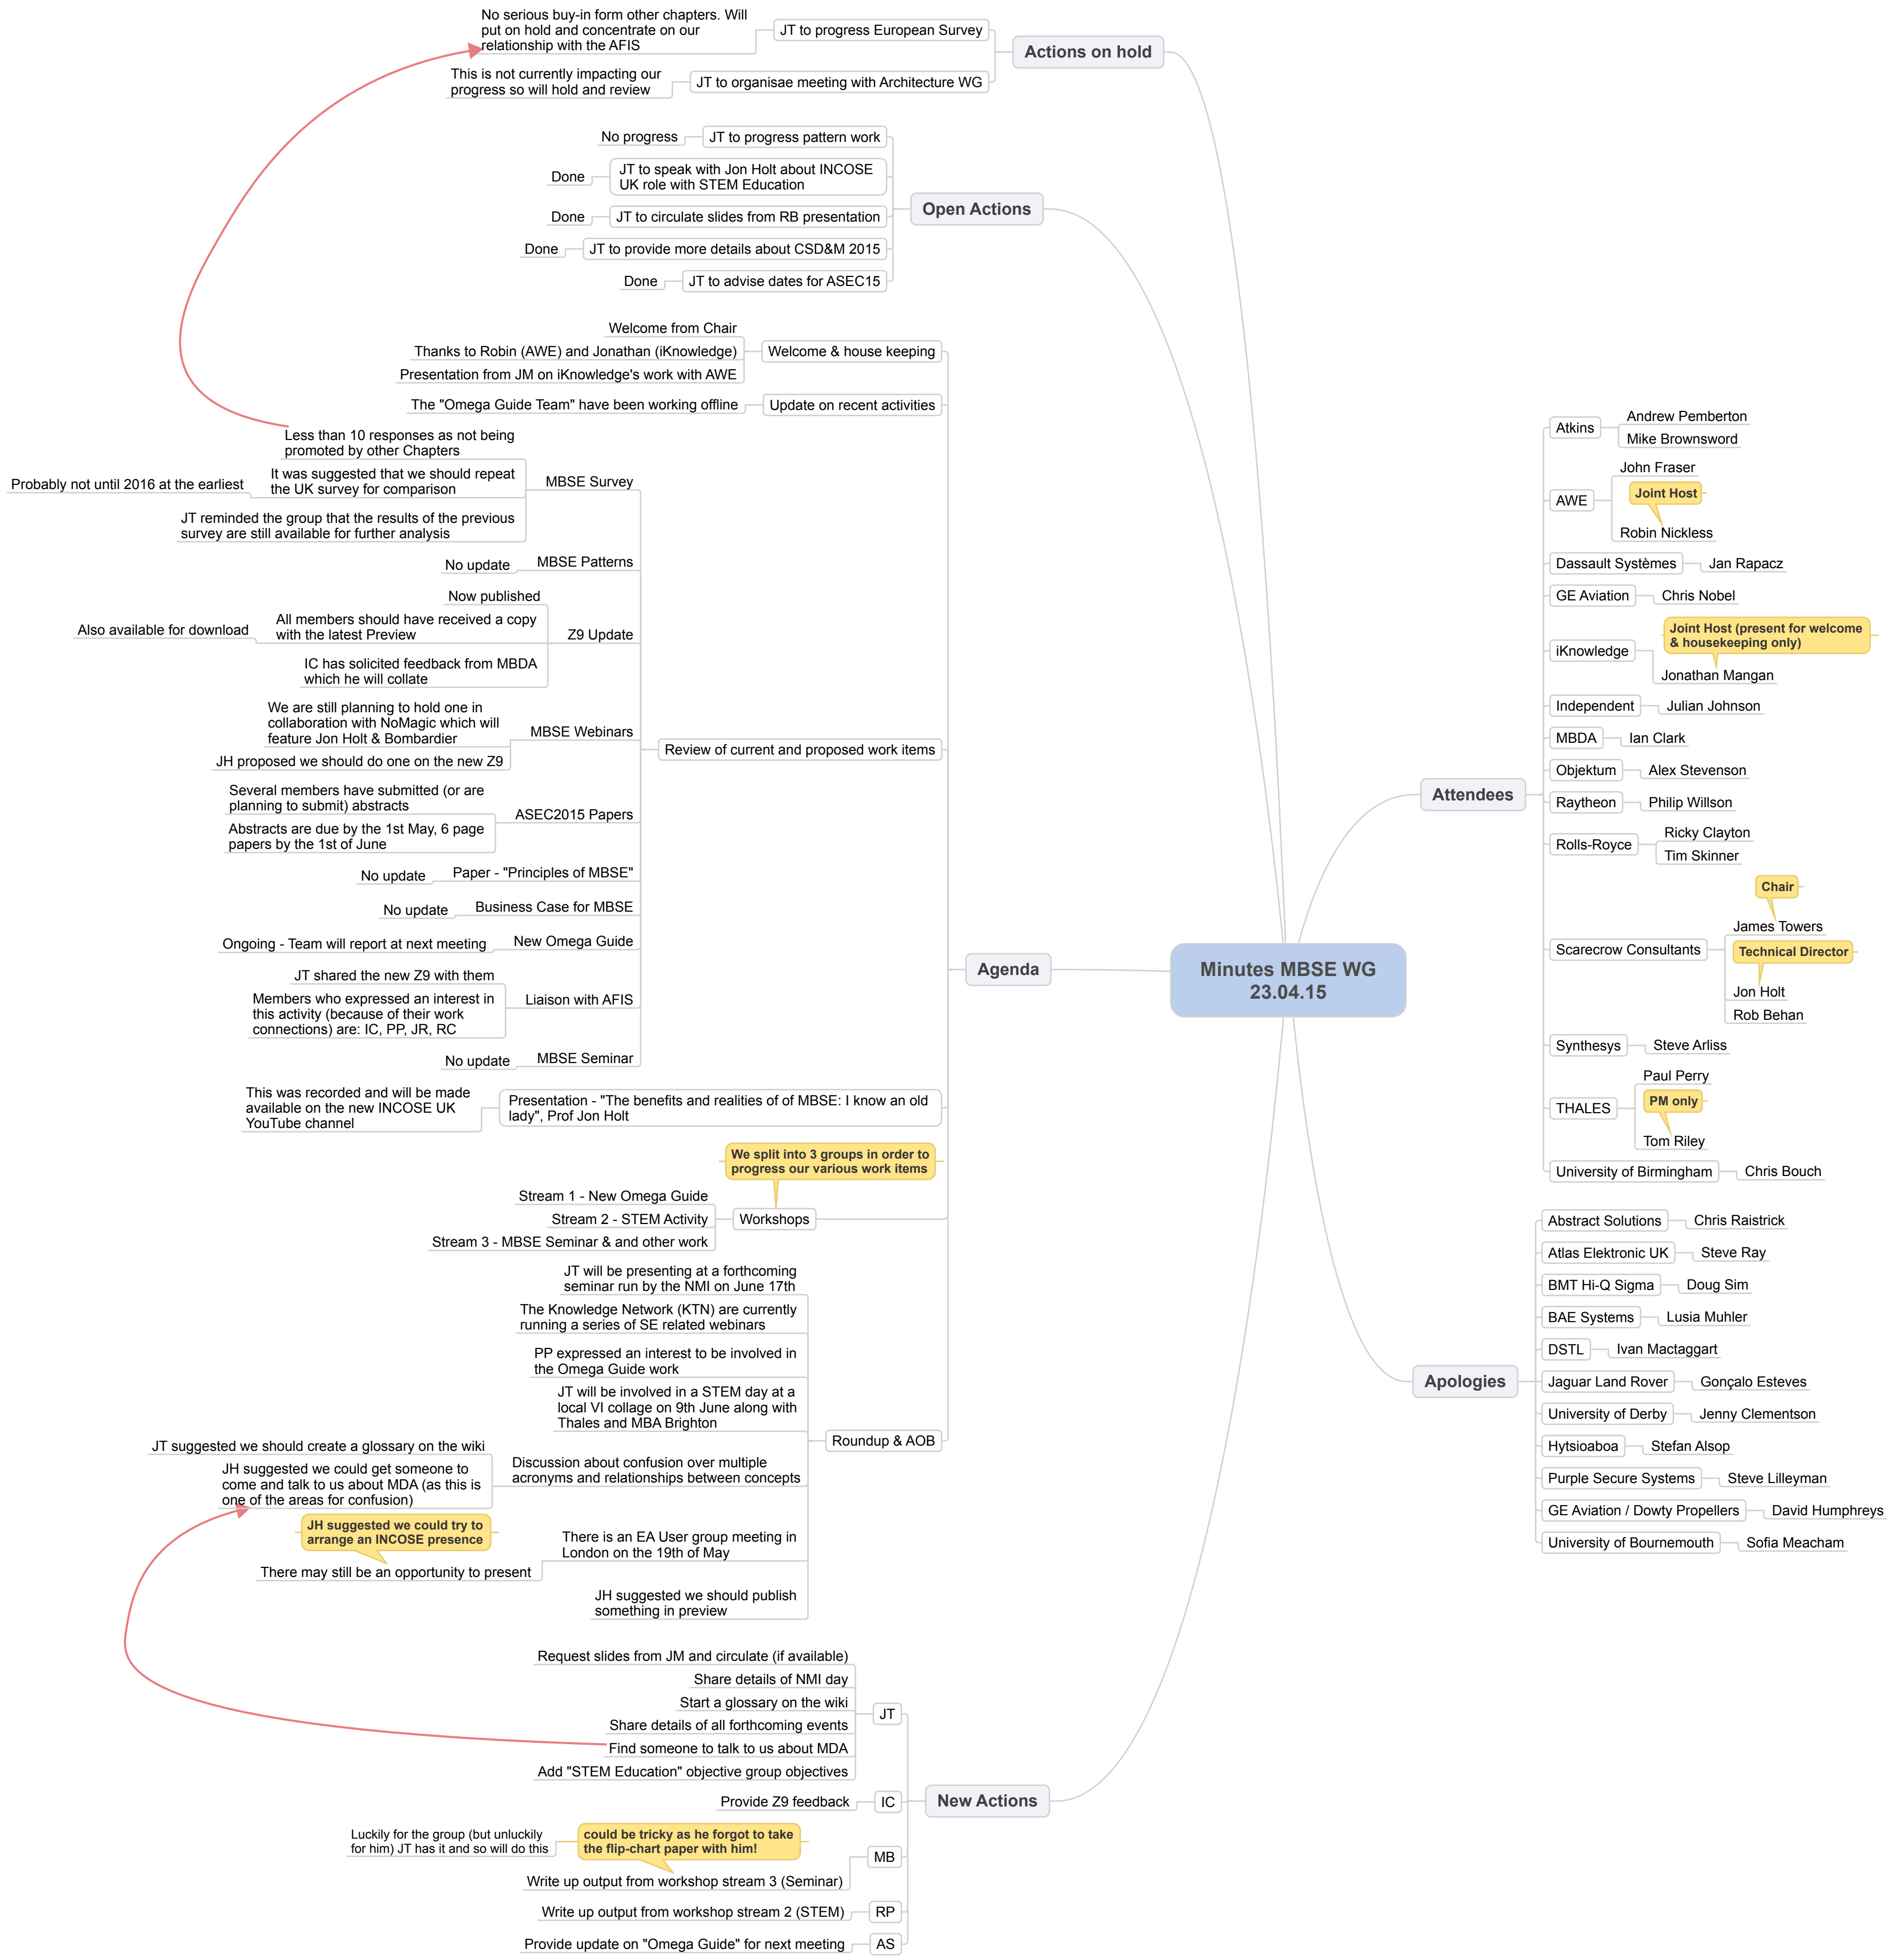 Minutes MBSE WG
23.04.15
Actions on hold
JT to progress European Survey
No serious buy-in form other chapters. Will
put on hold and concentrate on our
relationship with the AFIS
JT to organisae meeting with Architecture WG
This is not currently impacting our
progress so will hold and review
Open Actions
JT to progress pattern work
No progress
JT to speak with Jon Holt about INCOSE
UK role with STEM Education
Done
JT to circulate slides from RB presentation
Done
JT to provide more details about CSD&M 2015
Done
JT to advise dates for ASEC15
Done
Agenda
Welcome & house keeping
Welcome from Chair
Thanks to Robin (AWE) and Jonathan (iKnowledge)
Presentation from JM on iKnowledge's work with AWE
Update on recent activities
The "Omega Guide Team" have been working offline
Review of current and proposed work items
MBSE Survey
Less than 10 responses as not being
promoted by other Chapters
It was suggested that we should repeat
the UK survey for comparison
Probably not until 2016 at the earliest
JT reminded the group that the results of the previous
survey are still available for further analysis
MBSE Patterns
No update
Z9 Update
Now published
All members should have received a copy
with the latest Preview
Also available for download
IC has solicited feedback from MBDA
which he will collate
MBSE Webinars
We are still planning to hold one in
collaboration with NoMagic which will
feature Jon Holt & Bombardier
JH proposed we should do one on the new Z9
ASEC2015 Papers
Several members have submitted (or are
planning to submit) abstracts
Abstracts are due by the 1st May, 6 page
papers by the 1st of June
Paper - "Principles of MBSE"
No update
Business Case for MBSE
No update
New Omega Guide
Ongoing - Team will report at next meeting
Liaison with AFIS
JT shared the new Z9 with them
Members who expressed an interest in
this activity (because of their work
connections) are: IC, PP, JR, RC
MBSE Seminar
No update
Presentation - "The benefits and realities of of MBSE: I know an old
lady", Prof Jon Holt
This was recorded and will be made
available on the new INCOSE UK
YouTube channel
We split into 3 groups in order to
progress our various work items
Workshops
Stream 1 - New Omega Guide
Stream 2 - STEM Activity
Stream 3 - MBSE Seminar & and other work
Roundup & AOB
JT will be presenting at a forthcoming
seminar run by the NMI on June 17th
The Knowledge Network (KTN) are currently
running a series of SE related webinars
PP expressed an interest to be involved in
the Omega Guide work
JT will be involved in a STEM day at a
local VI collage on 9th June along with
Thales and MBA Brighton
Discussion about confusion over multiple
acronyms and relationships between concepts
JT suggested we should create a glossary on the wiki
JH suggested we could get someone to
come and talk to us about MDA (as this is
one of the areas for confusion)
There is an EA User group meeting in
London on the 19th of May
JH suggested we could try to
arrange an INCOSE presence
There may still be an opportunity to present
JH suggested we should publish
something in preview
New Actions
JT
Request slides from JM and circulate (if available)
Share details of NMI day
Start a glossary on the wiki
Share details of all forthcoming events
Find someone to talk to us about MDA
Add "STEM Education" objective group objectives
IC
Provide Z9 feedback
MB
could be tricky as he forgot to take
the flip-chart paper with him!
Luckily for the group (but unluckily
for him) JT has it and so will do this
Write up output from workshop stream 3 (Seminar)
RP
Write up output from workshop stream 2 (STEM)
AS
Provide update on "Omega Guide" for next meeting
Attendees
Atkins
Andrew Pemberton
Mike Brownsword
AWE
John Fraser
Joint Host
Robin Nickless
Dassault Systèmes
Jan Rapacz
GE Aviation
Chris Nobel
iKnowledge
Joint Host (present for welcome
& housekeeping only)
Jonathan Mangan
Independent
Julian Johnson
MBDA
Ian Clark
Objektum
Alex Stevenson
Raytheon
Philip Willson
Rolls-Royce
Ricky Clayton
Tim Skinner
Scarecrow Consultants
Chair
James Towers
Technical Director
Jon Holt
Rob Behan
Synthesys
Steve Arliss
THALES
Paul Perry
PM only
Tom Riley
University of Birmingham
Chris Bouch
Apologies
Abstract Solutions
Chris Raistrick
Atlas Elektronic UK
Steve Ray
BMT Hi-Q Sigma
Doug Sim
BAE Systems
Lusia Muhler
DSTL
Ivan Mactaggart
Jaguar Land Rover
Gonçalo Esteves
University of Derby
Jenny Clementson
Hytsioaboa
Stefan Alsop
Purple Secure Systems
Steve Lilleyman
GE Aviation / Dowty Propellers
David Humphreys
University of Bournemouth
Sofia Meacham